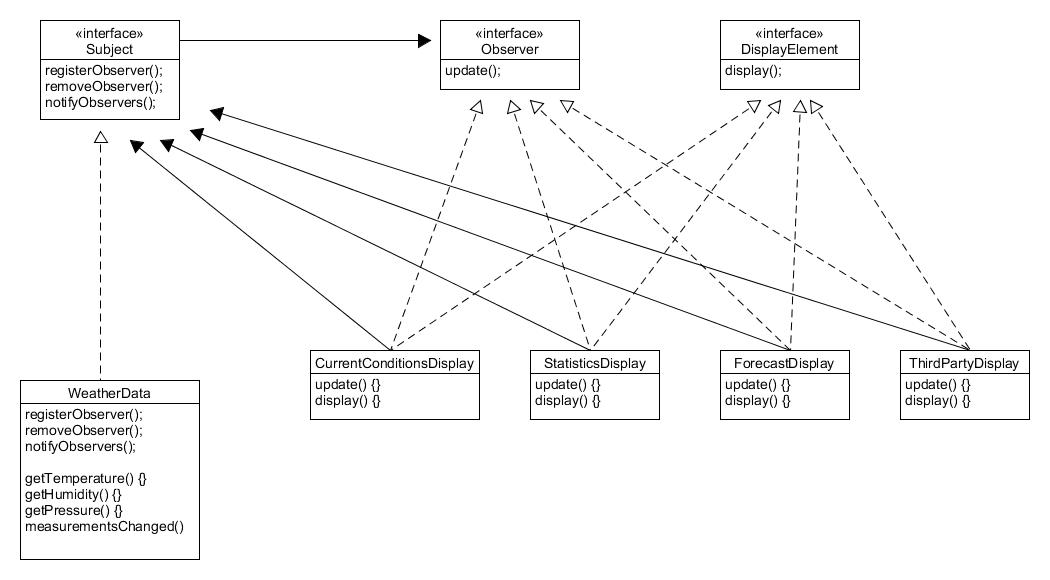 «interface»
Subject
registerObserver();
removeObserver();
notifyObservers();
«interface»
Observer
update();
«interface»
DisplayElement
display();
CurrentConditionsDisplay
update() {}
display() {}
StatisticsDisplay
update() {}
display() {}
ForecastDisplay
update() {}
display() {}
ThirdPartyDisplay
update() {}
display() {}
WeatherData
registerObserver();
removeObserver();
notifyObservers();
getTemperature() {}
getHumidity() {}
getPressure() {}
measurementsChanged()